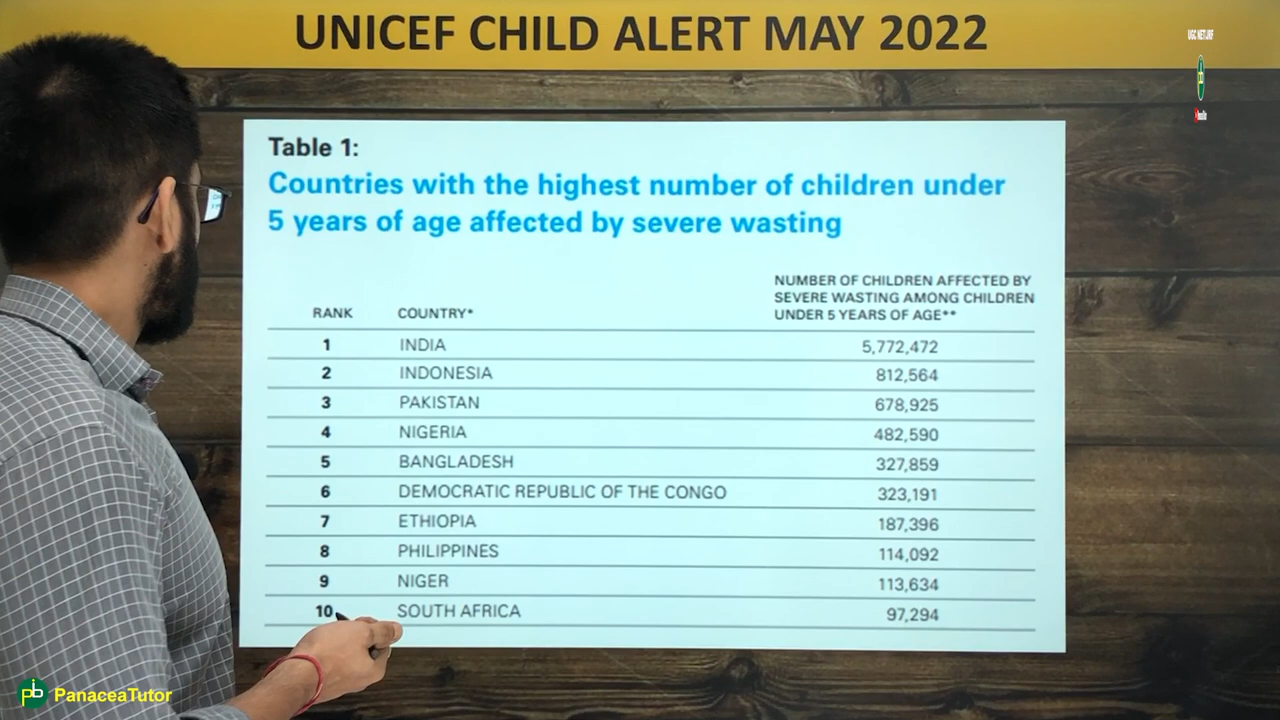 UNICEF CHILD ALERT MAY 2022
UGC NET/JRF
Table 1:
Countries with the highest number of children under
5 years of age affected by severe wasting
RANK COUNTRY* NUMBER OF CHILDREN AFFECTED BY
SEVERE WASTING AMONG CHILDREN
UNDER 5 YEARS OF AGE**
1 INDIA 5,772,472
2 INDONESIA 812,564
3 PAKISTAN 678,925
4 NIGERIA 482,590
5 BANGLADESH 327,859
6 DEMOCRATIC REPUBLIC OF THE CONGO 323,191
7 ETHIOPIA 187,396
8 PHILIPPINES 114,092
9 NIGER 113,634
10 SOUTH AFRICA 97,294
PanaceaTutor